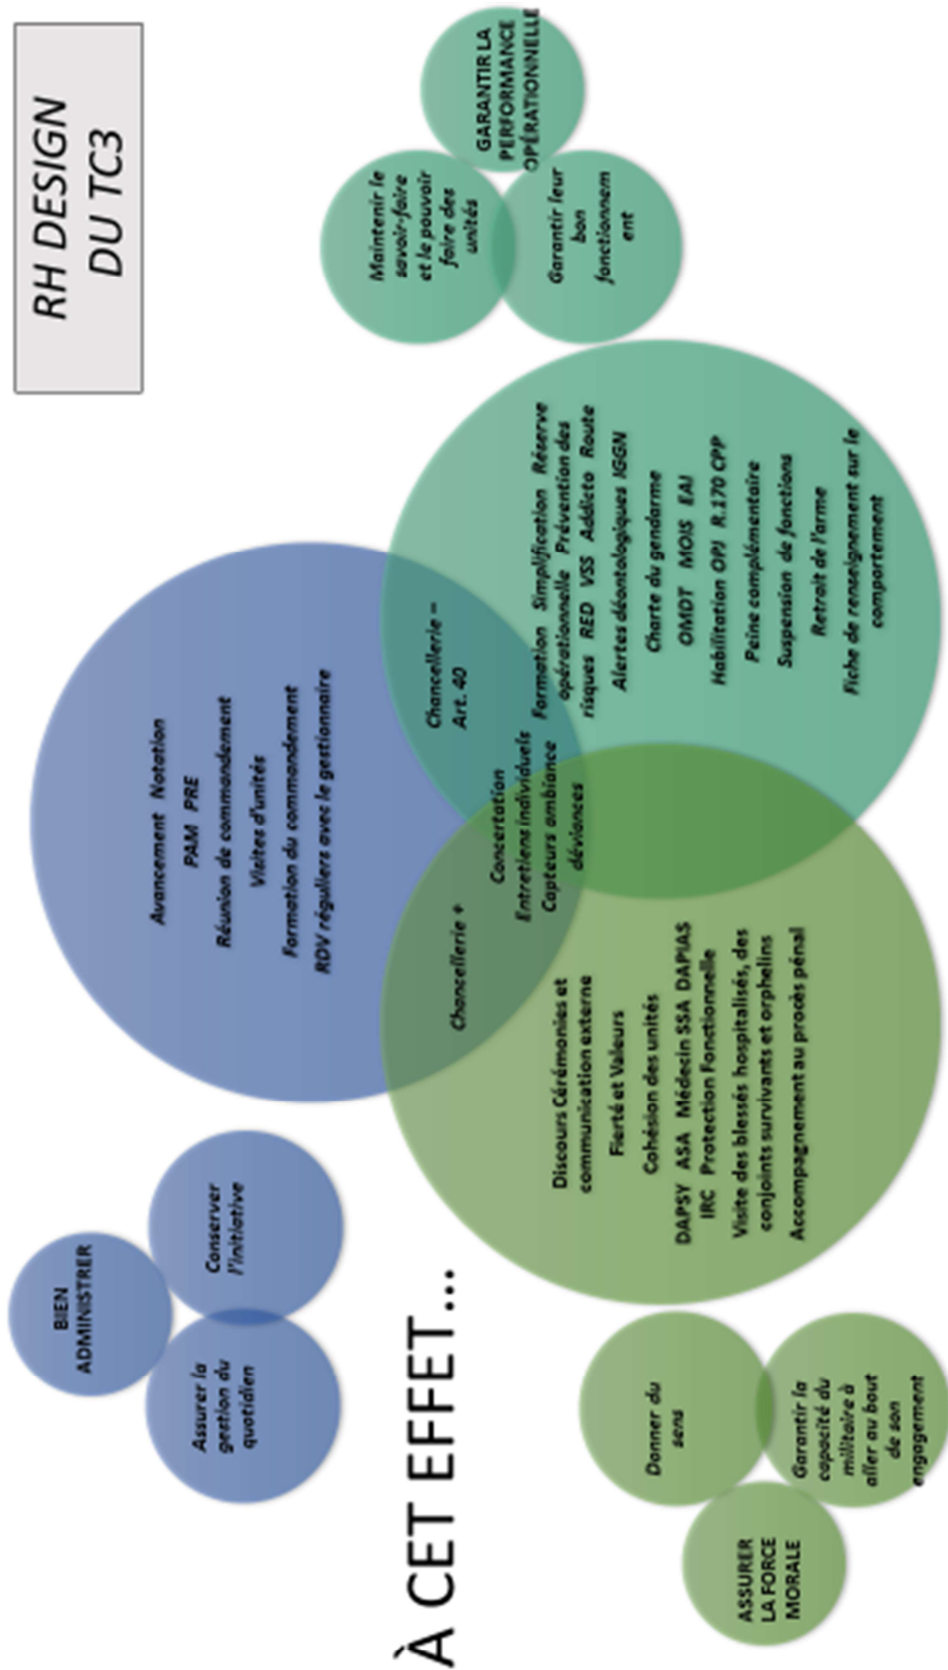 RH DESIGN
DU TC3
BIEN
ADMINISTRER
Assurer la
gestion du
quotidien
Conserver
l'initiative
Avancement Notation
PAM PRE
Réunion de commandement
Visites d'unités
Formation du commandement
RDV réguliers avec le gestionnaire
Maintenir le
savoir-faire
et le pouvoir
faire des
unités
GARANTIR LA
PERFORMANCE
OPÉRATIONNELLE
Garantir leur
bon
fonctionnem
ent
À CET EFFET...
Chancellerie +
Chancellerie –
Art. 40
Concertation
Entretiens individuels
Capteurs ambiance
déviances
Discours Cérémonies et
communication externe
Fierté et Valeurs
Cohésion des unités
DAPSY ASA Médecin SSA DAPIAS
IRC Protection Fonctionnelle
Visite des blessés hospitalisés, des
conjoints survivants et orphelins
Accompagnement au procès pénal
Formation Simplification Réserve
opérationnelle Prévention des
risques RED VSS Addicto Route
Alertes déontologiques IGGN
Charte du gendarme
OMDT MOIS EAI
Habilitation OPJ R.170 CPP
Peine complémentaire
Suspension de fonctions
Retrait de l'arme
Fiche de renseignement sur le
comportement
Donner du
sens
ASSURER
LA FORCE
MORALE
Garantir la
capacité du
militaire à
aller au bout
de son
engagement